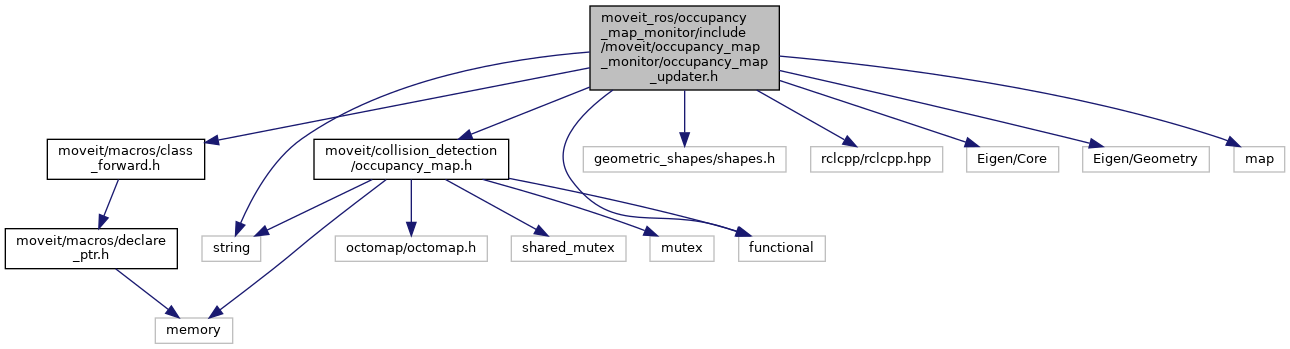 moveit_ros/occupancy
_map_monitor/include
/moveit/occupancy_map
_monitor/occupancy_map
_updater.h
moveit/macros/class
_forward.h
moveit/collision_detection
/occupancy_map.h
geometric_shapes/shapes.h
rclcpp/rclcpp.hpp
Eigen/Core
Eigen/Geometry
map
moveit/macros/declare
_ptr.h
string
octomap/octomap.h
shared_mutex
mutex
functional
memory